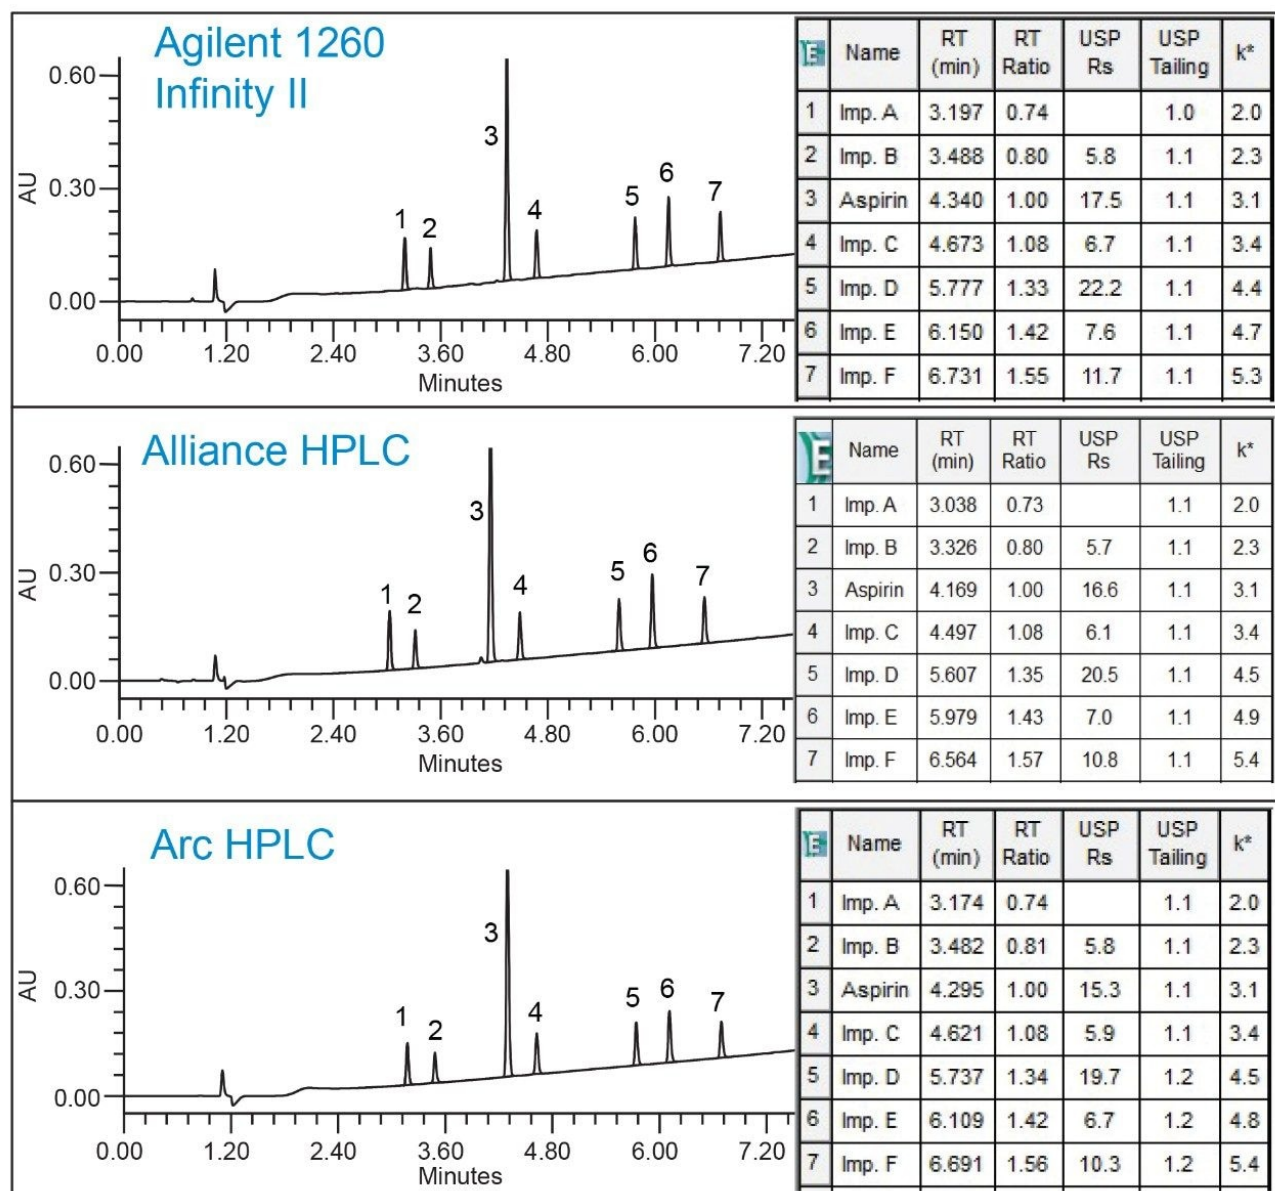 Agilent 1260
Infinity II
AU
0.60
0.30
0.00
1
2
3
4
5
6
7
0.00 1.20 2.40 3.60 4.80 6.00 7.20
Minutes
E Name RT (min) RT Ratio USP Rs USP Tailing k*
1 Imp. A 3.197 0.74 1.0 2.0
2 Imp. B 3.488 0.80 5.8 1.1 2.3
3 Aspirin 4.340 1.00 17.5 1.1 3.1
4 Imp. C 4.673 1.08 6.7 1.1 3.4
5 Imp. D 5.777 1.33 22.2 1.1 4.4
6 Imp. E 6.150 1.42 7.6 1.1 4.7
7 Imp. F 6.731 1.55 11.7 1.1 5.3
Alliance HPLC
AU
0.60
0.30
0.00
1
2
3
4
5
6
7
0.00 1.20 2.40 3.60 4.80 6.00 7.20
Minutes
E Name RT (min) RT Ratio USP Rs USP Tailing k*
1 Imp. A 3.038 0.73 1.1 2.0
2 Imp. B 3.326 0.80 5.7 1.1 2.3
3 Aspirin 4.169 1.00 16.6 1.1 3.1
4 Imp. C 4.497 1.08 6.1 1.1 3.4
5 Imp. D 5.607 1.35 20.5 1.1 4.5
6 Imp. E 5.979 1.43 7.0 1.1 4.9
7 Imp. F 6.564 1.57 10.8 1.1 5.4
Arc HPLC
AU
0.60
0.30
0.00
1
2
3
4
5
6
7
0.00 1.20 2.40 3.60 4.80 6.00 7.20
Minutes
E Name RT (min) RT Ratio USP Rs USP Tailing k*
1 Imp. A 3.174 0.74 1.1 2.0
2 Imp. B 3.482 0.81 5.8 1.1 2.3
3 Aspirin 4.295 1.00 15.3 1.1 3.1
4 Imp. C 4.621 1.08 5.9 1.1 3.4
5 Imp. D 5.737 1.34 19.7 1.2 4.5
6 Imp. E 6.109 1.42 6.7 1.2 4.8
7 Imp. F 6.691 1.56 10.3 1.2 5.4